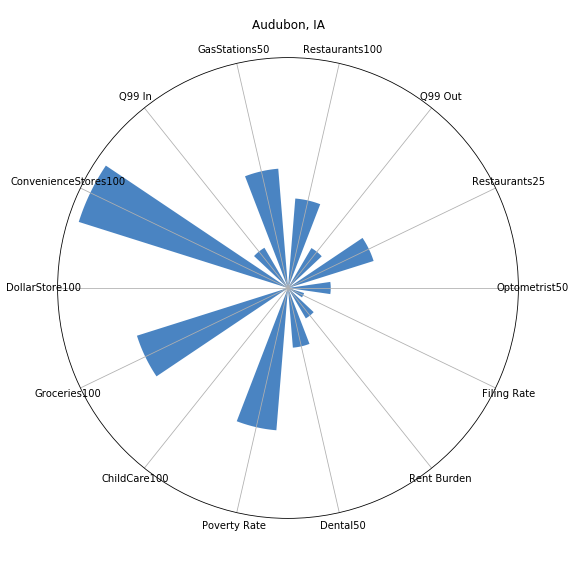 Audubon, IA
GasStations50
Restaurants100
Q99 In
Q99 Out
ConvenienceStores100
Restaurants25
DollarStore100
Optometrist50
Groceries100
Filing Rate
ChildCare100
Rent Burden
Poverty Rate
Dental50